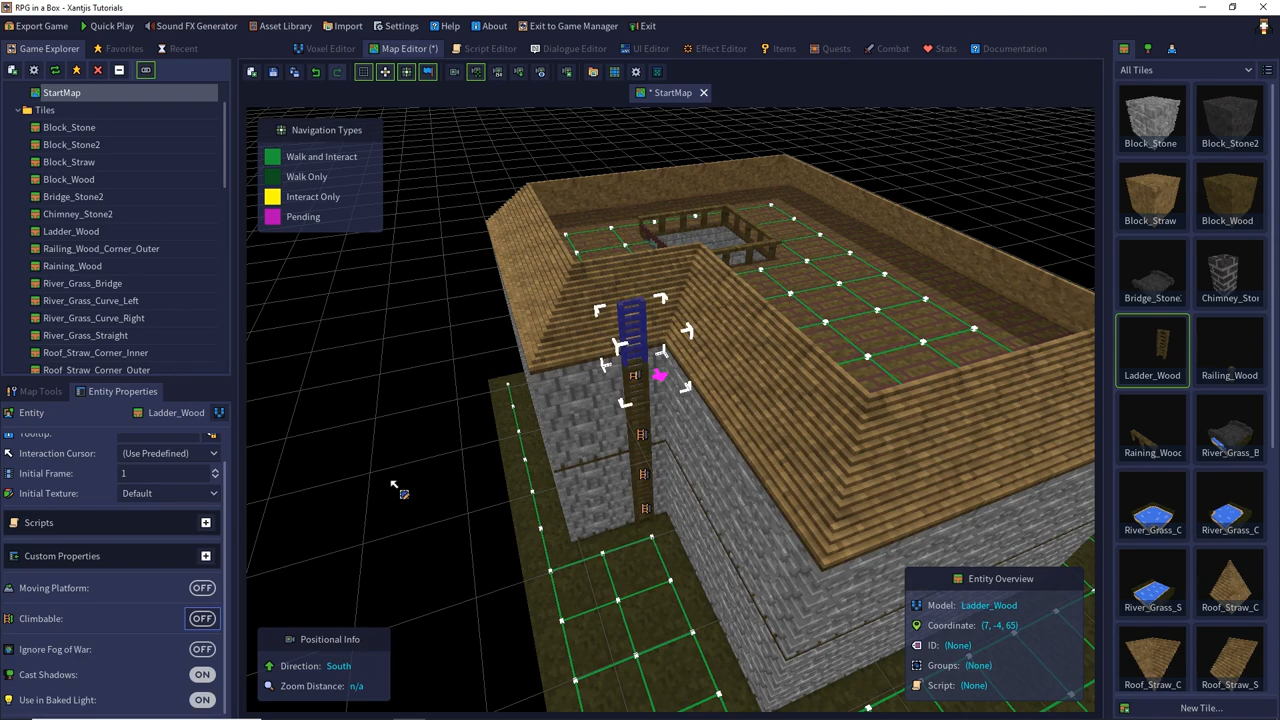 RPG in a Box - Xantjis Tutorials
Export Game Quick Play Sound FX Generator Asset Library Import Settings Help About Exit to Game Manager Exit
Game Explorer Favorites Recent Voxel Editor Map Editor (*) Script Editor Dialogue Editor UI Editor Effect Editor Items Quests Combat Stats Documentation
* StartMap
StartMap
Tiles
Block_Stone
Block_Stone2
Block_Straw
Block_Wood
Bridge_Stone2
Chimney_Stone2
Ladder_Wood
Railing_Wood_Corner_Outer
Raining_Wood
River_Grass_Bridge
River_Grass_Curve_Left
River_Grass_Curve_Right
River_Grass_Straight
Roof_Straw_Corner_Inner
Roof_Straw_Corner_Outer
Map Tools Entity Properties
Entity Ladder_Wood
Tooltip:
Interaction Cursor: (Use Predefined)
Initial Frame: 1
Initial Texture: Default
Scripts
Custom Properties
Moving Platform: OFF
Climbable: OFF
Ignore Fog of War: OFF
Cast Shadows: ON
Use in Baked Light: ON
Navigation Types
Walk and Interact
Walk Only
Interact Only
Pending
Positional Info
Direction: South
Zoom Distance: n/a
Entity Overview
Model: Ladder_Wood
Coordinate: (7, -4, 65)
ID: (None)
Groups: (None)
Script: (None)
All Tiles
Block_Stone Block_Stone2
Block_Straw Block_Wood
Bridge_Stone: Chimney_Stor
Ladder_Wood Railing_Wood
Raining_Wooc River_Grass_B
River_Grass_C River_Grass_C
River_Grass_S Roof_Straw_C
Roof_Straw_C Roof_Straw_S
New Tile...